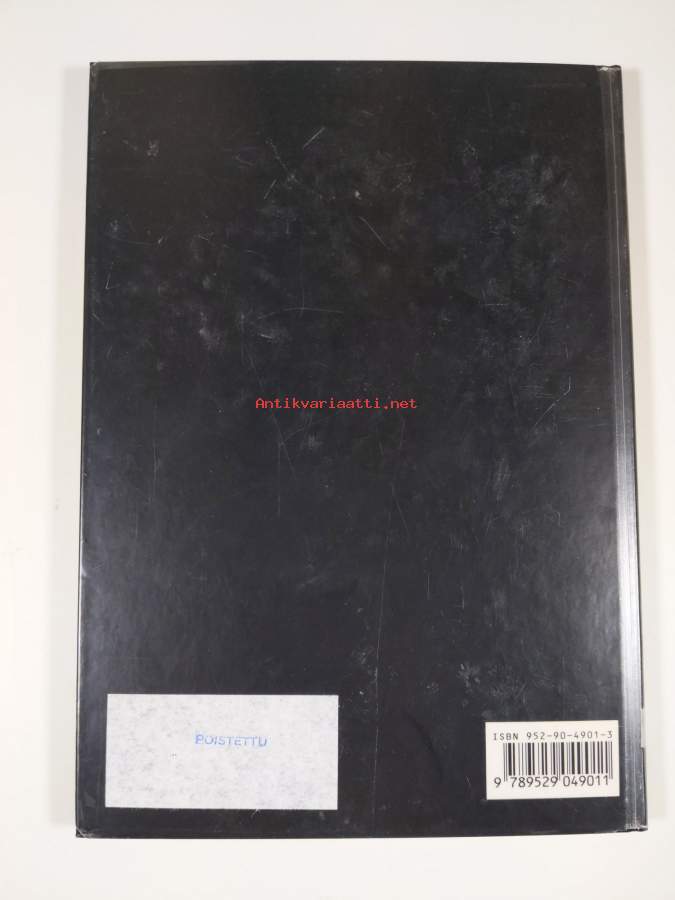 Antikvariaatti.net
POISTETTU
ISBN 952-90-4901-3
9 789529 049011